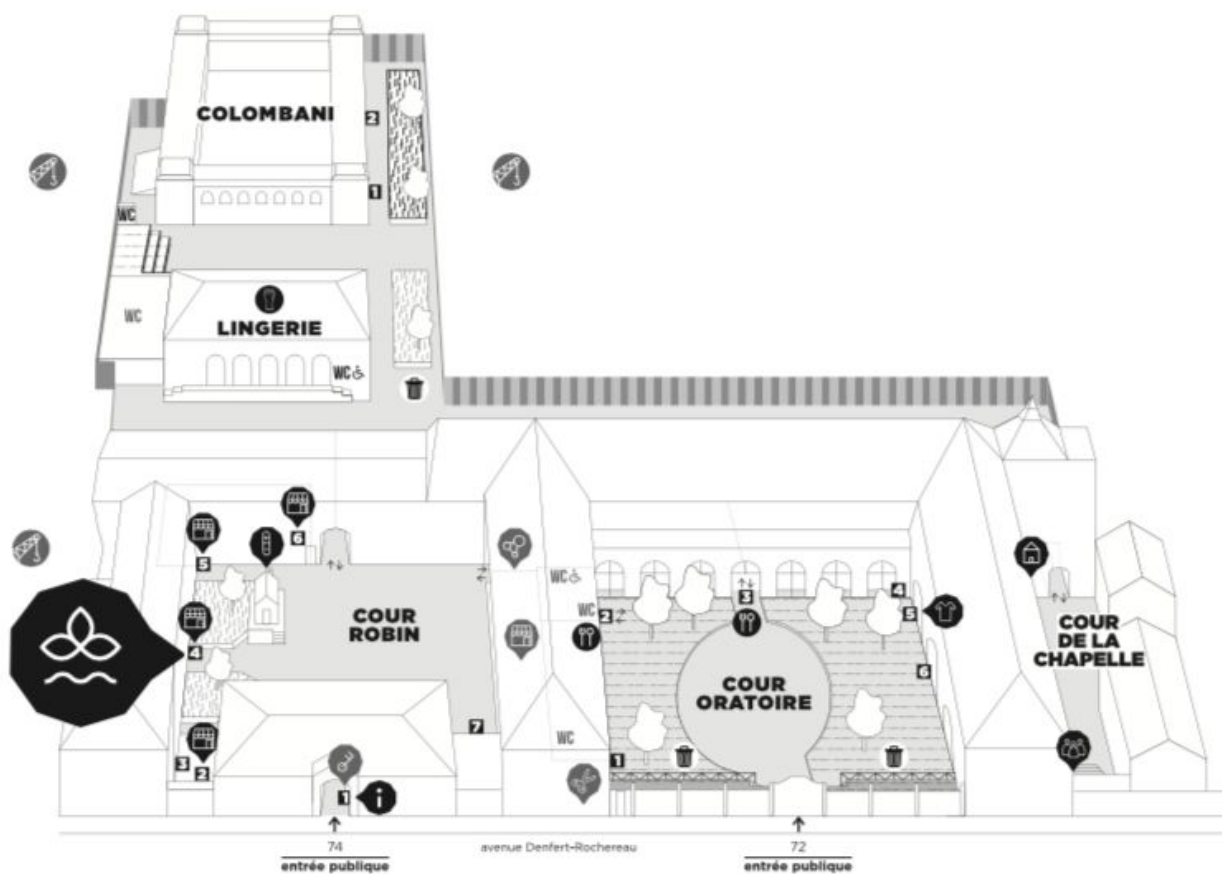 COLOMBANI
2
1
WC
LINGERIE
WC
WC
5
6
4
COUR
ROBIN
3
2
7
1
i
WC
WC
2
WC
1
3
4
5
6
COUR
ORATOIRE
COUR
DE LA
CHAPELLE
74
entrée publique
avenue Denfert-Rochereau
72
entrée publique